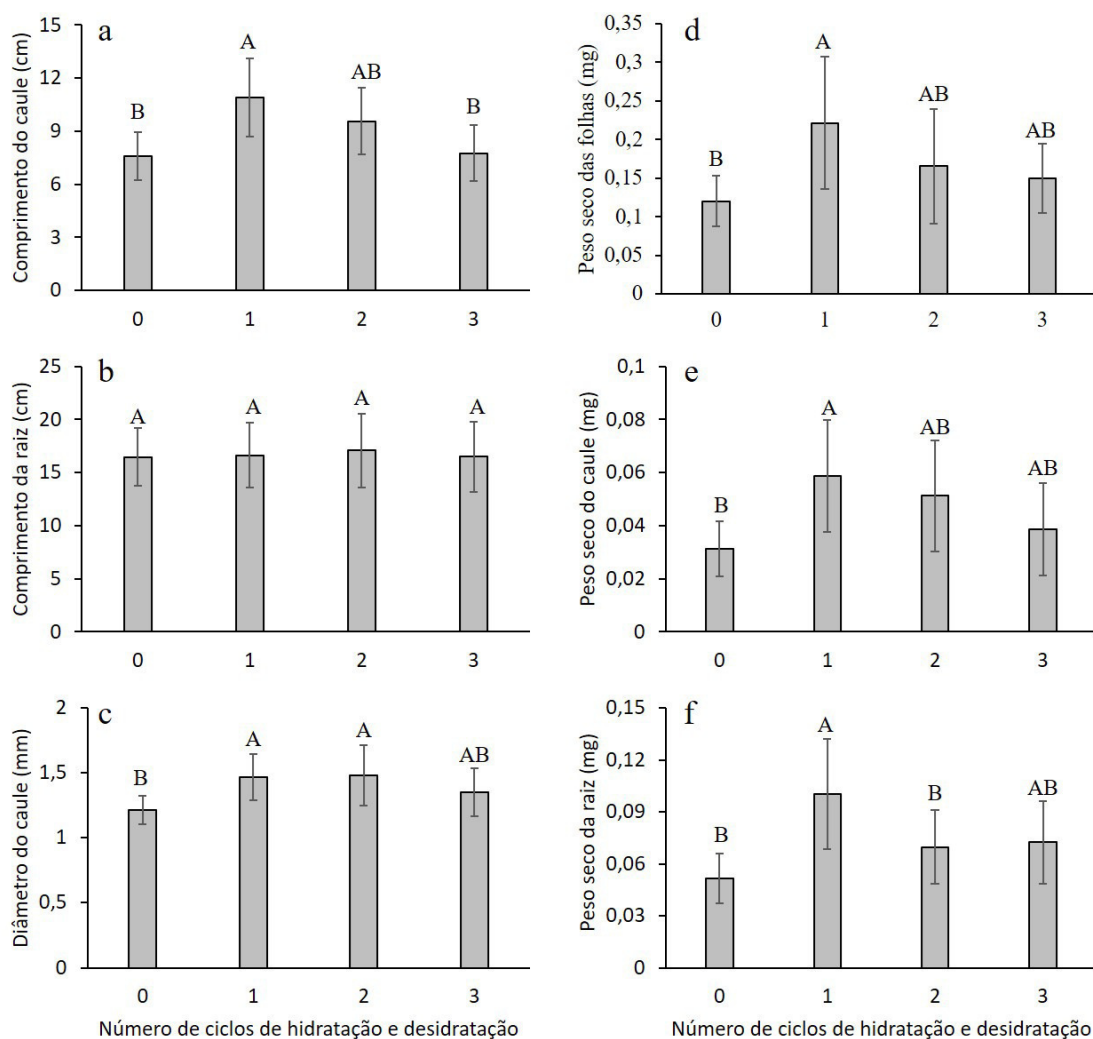 a
Comprimento do caule (cm)
15
12
9
6
3
0
B
A
AB
B
0 1 2 3
b
Comprimento da raiz (cm)
25
20
15
10
5
0
A
A
A
A
0 1 2 3
c
Diâmetro do caule (mm)
2
1,5
1
0,5
0
B
A
A
AB
0 1 2 3
Número de ciclos de hidratação e desidratação
d
Peso seco das folhas (mg)
0,35
0,3
0,25
0,2
0,15
0,1
0,05
0
B
A
AB
AB
0 1 2 3
e
Peso seco do caule (mg)
0,1
0,08
0,06
0,04
0,02
0
B
A
AB
AB
0 1 2 3
f
Peso seco da raiz (mg)
0,15
0,12
0,09
0,06
0,03
0
B
A
B
AB
0 1 2 3
Número de ciclos de hidratação e desidratação